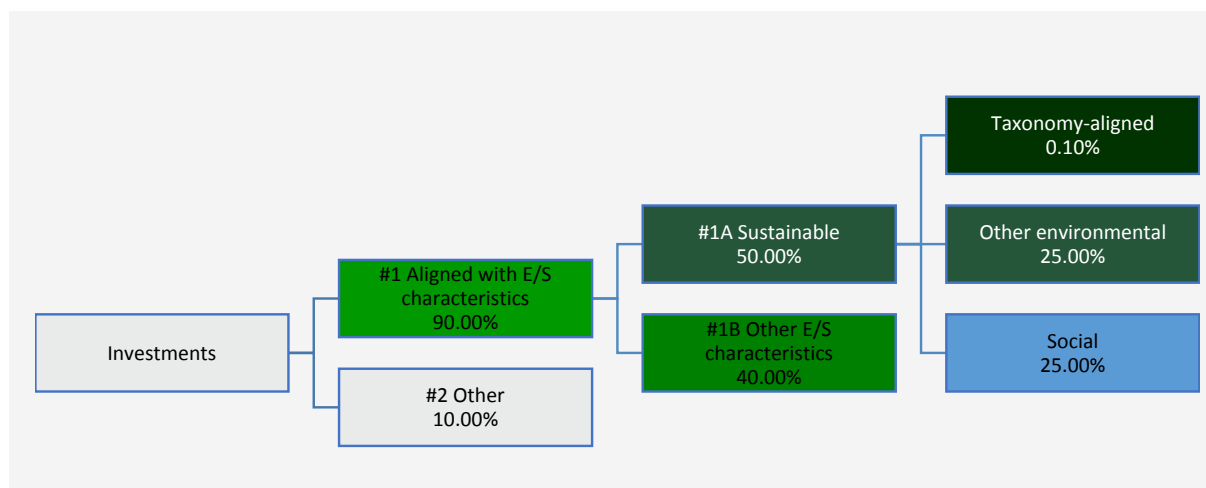 Investments
#1 Aligned with E/S
characteristics
90.00%
#2 Other
10.00%
#1A Sustainable
50.00%
#1B Other E/S
characteristics
40.00%
Taxonomy-aligned
0.10%
Other environmental
25.00%
Social
25.00%